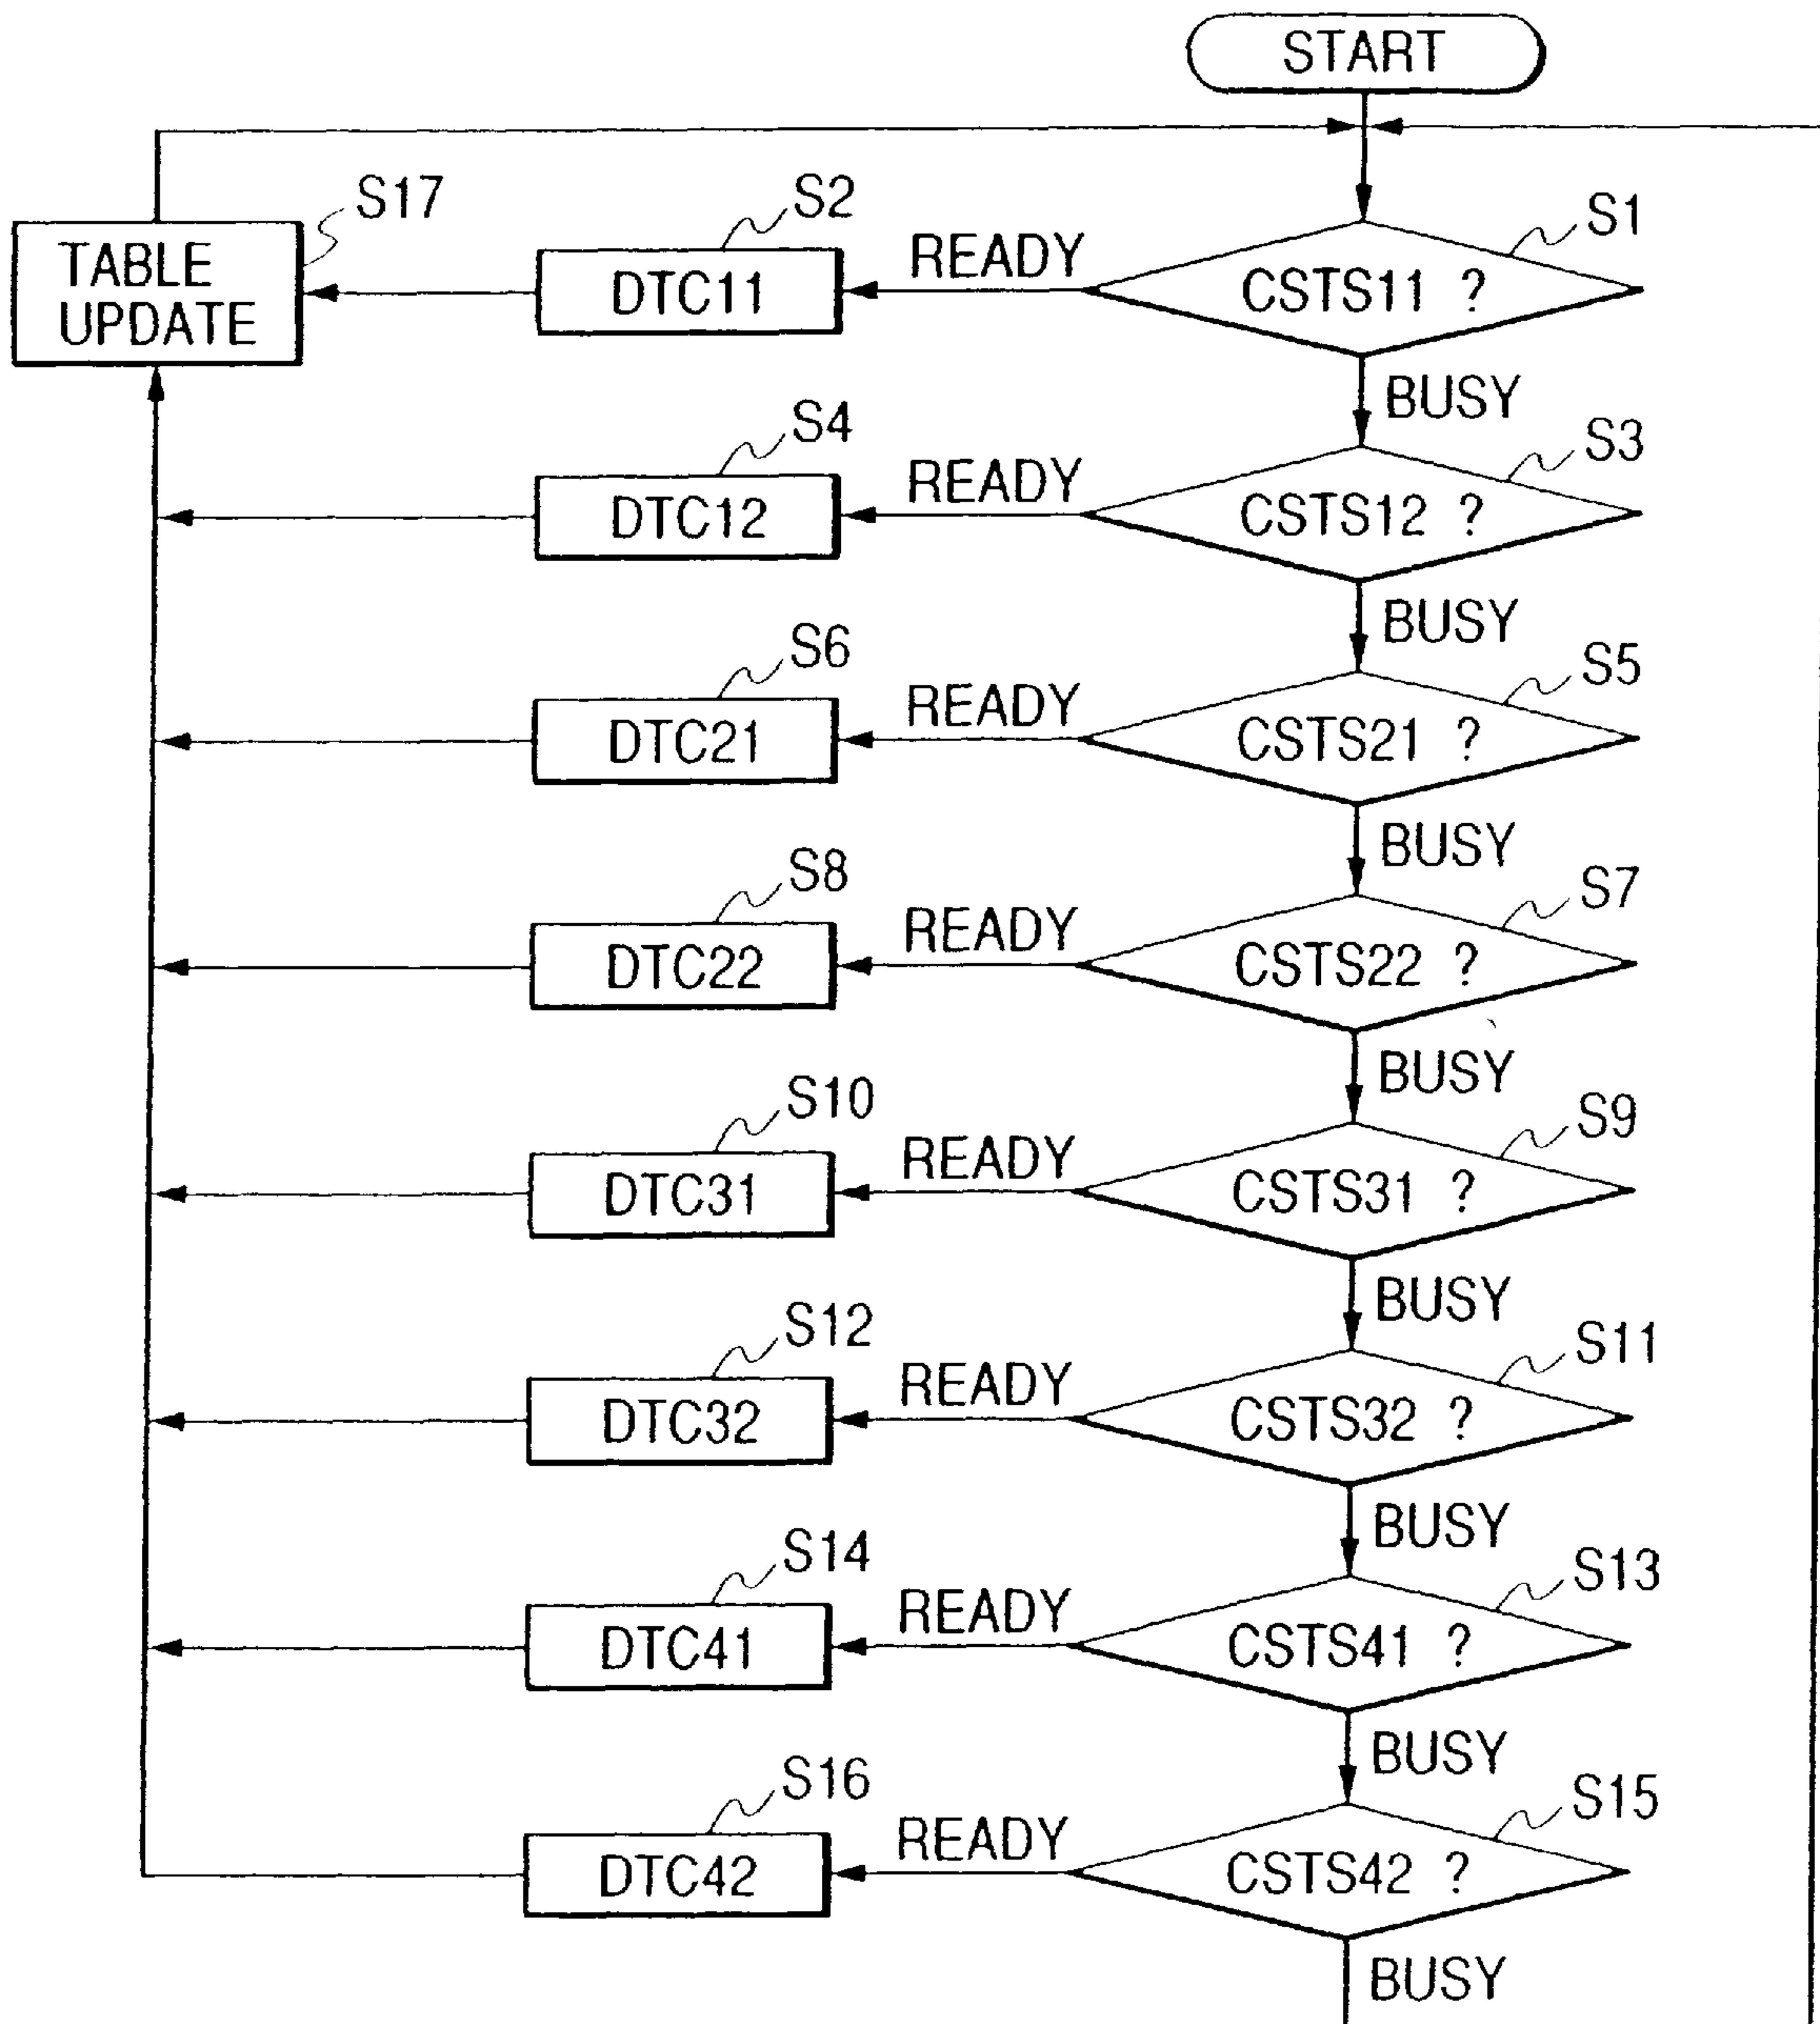 START
S17
S2
S1
TABLE
UPDATE
DTC11
READY
CSTS11 ?
BUSY
S4
S3
DTC12
READY
CSTS12 ?
BUSY
S6
S5
DTC21
READY
CSTS21 ?
BUSY
S8
S7
DTC22
READY
CSTS22 ?
BUSY
S10
S9
DTC31
READY
CSTS31 ?
BUSY
S12
S11
DTC32
READY
CSTS32 ?
BUSY
S14
S13
DTC41
READY
CSTS41 ?
BUSY
S16
S15
DTC42
READY
CSTS42 ?
BUSY